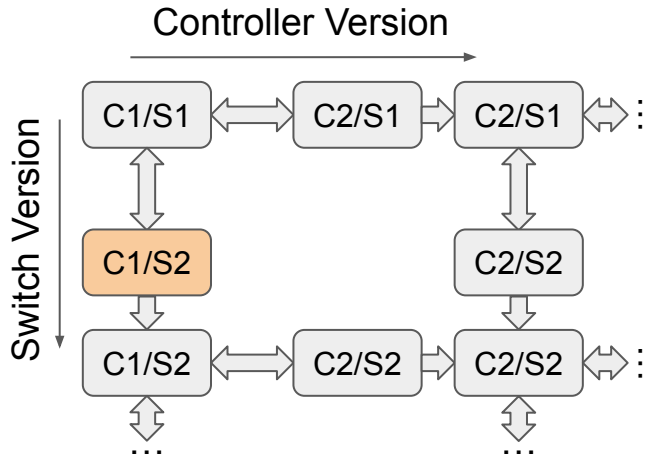 Controller Version
Switch Version
C1/S1
C2/S1
C2/S1
...
C1/S2
C2/S2
C1/S2
C2/S2
C2/S2
...
...
...